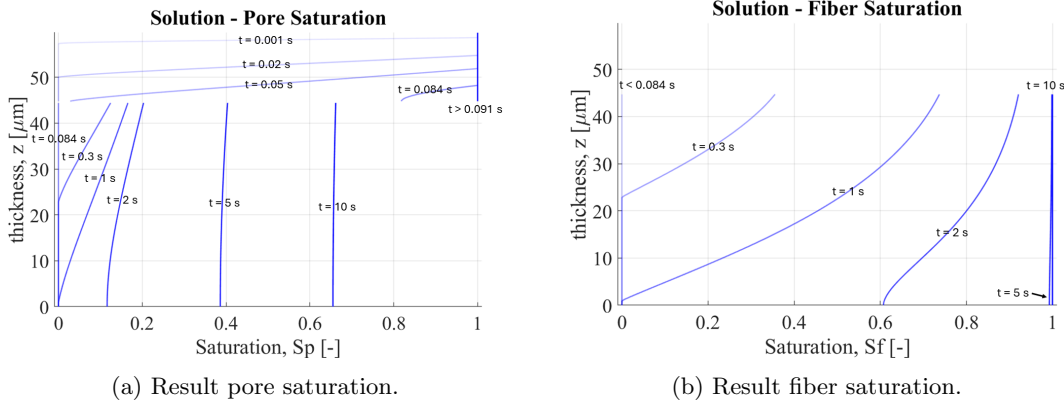 Solution - Pore Saturation
t = 0.001 s
t = 0.02 s
t = 0.05 s
t = 0.084 s
t > 0.091 s
t = 0.084 s
t = 0.3 s
t = 1 s
t = 2 s
t = 5 s
t = 10 s
50
40
30
20
10
0
thickness, z [μm]
0
0.2
0.4
0.6
0.8
1
Saturation, Sp [-]
(a) Result pore saturation.
Solution - Fiber Saturation
t < 0.084 s
t = 10 s
t = 0.3 s
t = 1 s
t = 2 s
t = 5 s
50
40
30
20
10
0
thickness, z [μm]
0
0.2
0.4
0.6
0.8
1
Saturation, Sf [-]
(b) Result fiber saturation.